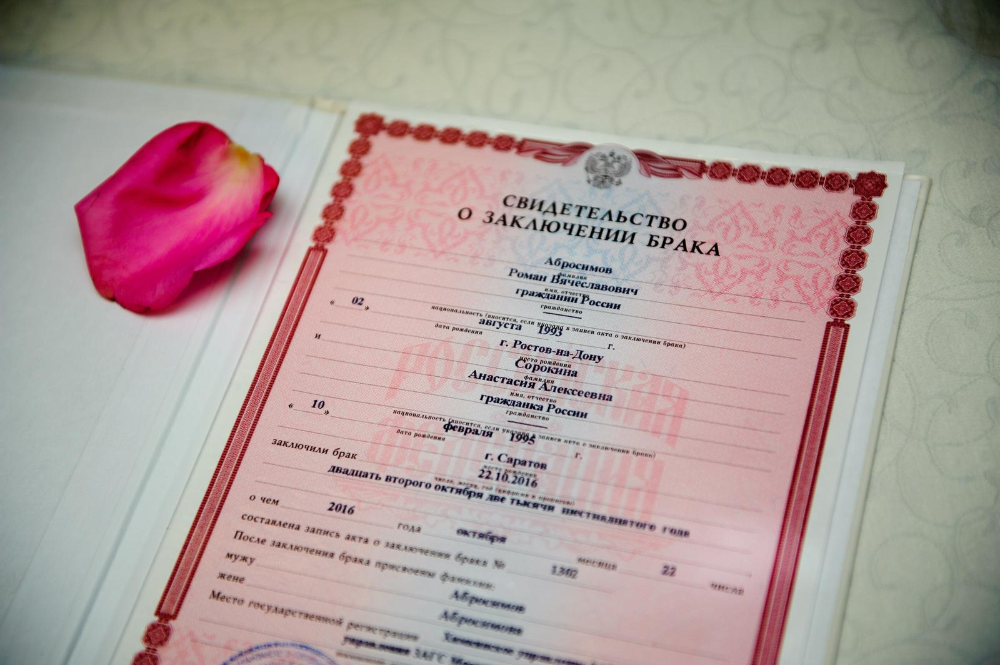 СВИДЕТЕЛЬСТВО
О ЗАКЛЮЧЕНИИ БРАКА
Абросимов
фамилия
Роман Вячеславович
имя, отчество
гражданин России
гражданство
национальность (вносится, если указана в записи акта о заключении брака)
« 02 » августа 1993 г.
дата рождения
г. Ростов-на-Дону
место рождения
и Сорокина
фамилия
Анастасия Алексеевна
имя, отчество
гражданка России
гражданство
национальность (вносится, если указано в записи акта о заключении брака)
« 10 » февраля 1995 г.
дата рождения
г. Саратов
место рождения
заключили брак 22.10.2016
число, месяц, год (цифрами и прописью)
двадцать второго октября две тысячи шестнадцатого года
о чем 2016 года октября месяца 22 числа
составлена запись акта о заключении брака № 1302
После заключения брака присвоены фамилии:
мужу Абросимов
жене Абросимова
Место государственной регистрации
управление ЗАГС
РОССИЙСКАЯ
ФЕДЕРАЦИЯ